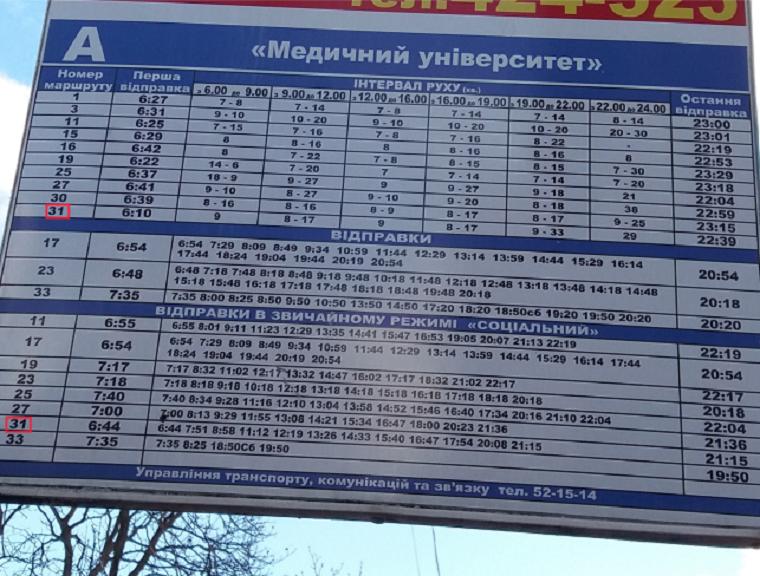 тел. 424-525
А «Медичний університет»
Номер маршруту Перша відправка ІНТЕРВАЛ РУХУ (хв.) Остання відправка
з 6.00 до 9.00 з 9.00 до 12.00 з 12.00 до 16.00 з 16.00 до 19.00 з 19.00 до 22.00 з 22.00 до 24.00
1 6:27 7 - 8 7 - 14 7 - 8 7 - 14 7 - 14 8 - 14 23:00
3 6:31 9 - 10 10 - 20 9 - 10 10 - 20 10 - 20 20 - 30 23:01
11 6:25 7 - 15 7 - 16 7 - 8 8 - 16 8 - 22 - 22:19
15 6:29 8 8 - 16 8 8 - 16 8 - 16 8 22:53
16 6:42 8 7 - 22 7 - 8 8 - 15 8 - 15 7 - 30 23:29
19 6:22 14 - 6 7 - 20 7 8 - 14 8 - 14 7 - 20 23:18
25 6:37 18 - 9 9 - 27 9 9 - 27 9 - 18 21 22:04
27 6:41 9 - 10 8 - 27 9 - 10 9 - 20 8 - 18 38 22:59
30 6:39 8 - 16 8 - 16 8 - 9 8 - 17 8 - 17 9 - 25 23:15
31 6:10 9 8 - 17 9 8 - 17 9 - 33 29 22:39
ВІДПРАВКИ
17 6:54 6:54 7:29 8:09 8:49 9:34 10:59 11:44 12:29 13:14 13:59 14:44 15:29 16:14
17:44 18:24 19:04 19:44 20:19 20:54 20:54
23 6:48 6:48 7:18 7:48 8:18 8:48 9:18 9:48 10:18 11:48 12:18 12:48 13:18 13:48 14:18 14:48
15:18 15:48 16:18 17:18 17:48 18:18 18:48 19:48 20:18 20:18
33 7:35 7:35 8:00 8:25 8:50 9:50 10:50 13:50 14:50 17:20 18:20 18:50Сб 19:20 19:50 20:20 20:20
ВІДПРАВКИ В ЗВИЧАЙНОМУ РЕЖИМІ «СОЦІАЛЬНИЙ»
11 6:55 6:55 8:01 9:11 11:23 12:29 13:35 14:41 15:47 16:53 19:05 20:07 21:13 22:19 22:19
17 6:54 6:54 7:29 8:09 8:49 9:34 10:59 11:44 12:29 13:14 13:59 14:44 15:29 16:14 17:44
18:24 19:04 19:44 20:19 20:54 20:54
19 7:17 7:17 8:32 11:02 12:17 13:32 14:47 16:02 17:17 18:32 21:02 22:17 22:17
23 7:18 7:18 8:18 9:18 10:18 12:18 13:18 14:18 15:18 16:18 17:18 18:18 20:18 20:18
25 7:40 7:40 8:34 9:28 11:16 12:10 13:04 13:58 14:52 15:46 16:40 17:34 20:16 21:10 22:04 22:04
27 7:00 7:00 8:13 9:29 11:55 13:08 14:21 15:34 16:47 18:00 20:23 21:36 21:36
31 6:44 6:44 7:51 8:58 11:12 12:19 13:26 14:33 15:40 16:47 17:54 20:08 21:15 21:15
33 7:35 7:35 8:25 18:50Сб 19:50 19:50
Управління транспорту, комунікацій та зв'язку тел. 52-15-14